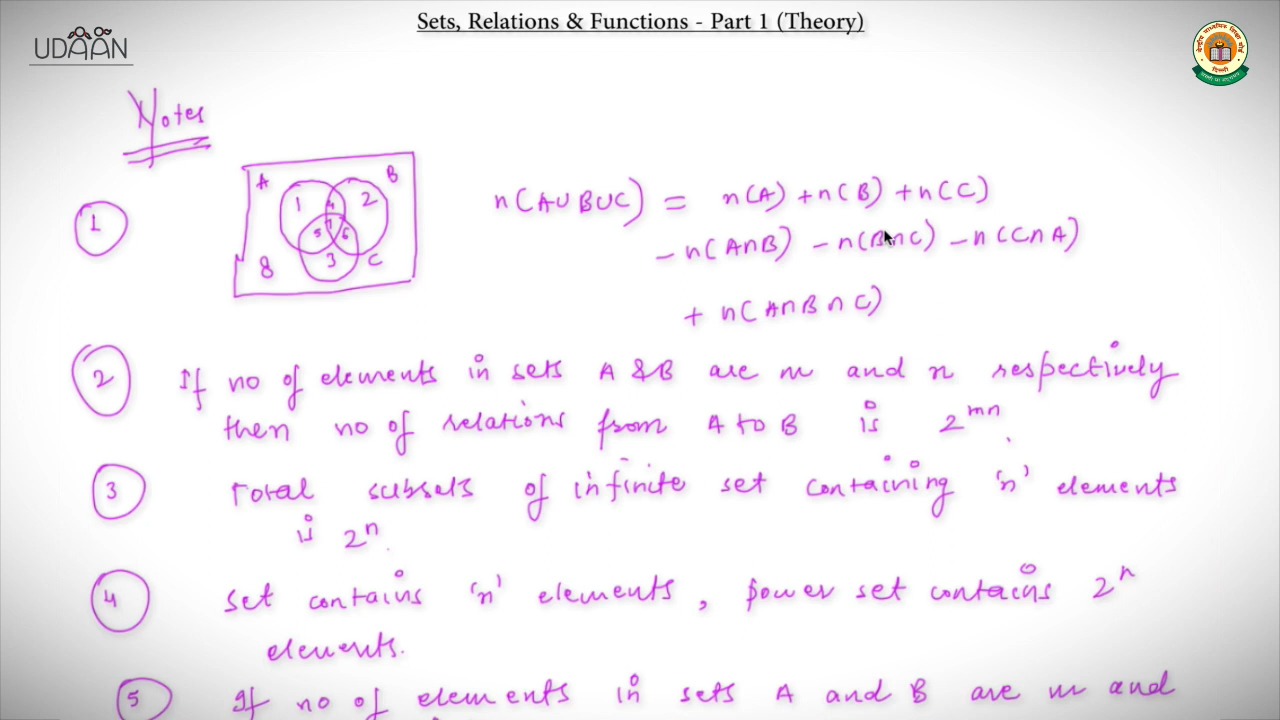 Sets, Relations & Functions - Part 1 (Theory)
UDAAN
Notes
1
A
B
1
4
2
7
5
6
3
C
8
n(A∪B∪C) = n(A) + n(B) + n(C)
- n(A∩B) - n(B∩C) - n(C∩A)
+ n(A∩B∩C)
2 If no of elements in sets A & B are m and n respectively
then no of relations from A to B is 2^mn.
3 Total subsets of infinite set containing 'n' elements
is 2^n.
4 Set contains 'n' elements, power set contains 2^n
elements.
5 If no of elements in sets A and B are m and